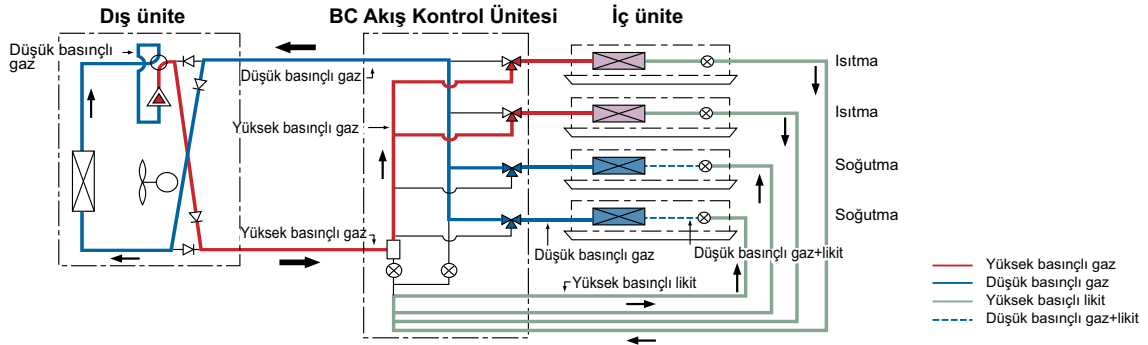 Dış ünite
BC Akış Kontrol Ünitesi
İç ünite
Düşük basınçlı
gaz
Düşük basınçlı gaz
Isıtma
Yüksek basınçlı gaz
Isıtma
Soğutma
Soğutma
Yüksek basınçlı gaz
Düşük basınçlı gaz
Düşük basınçlı gaz+likit
Yüksek basınçlı likit
Yüksek basınçlı gaz
Düşük basınçlı gaz
Yüksek basıçlı likit
Düşük basınçlı gaz+likit